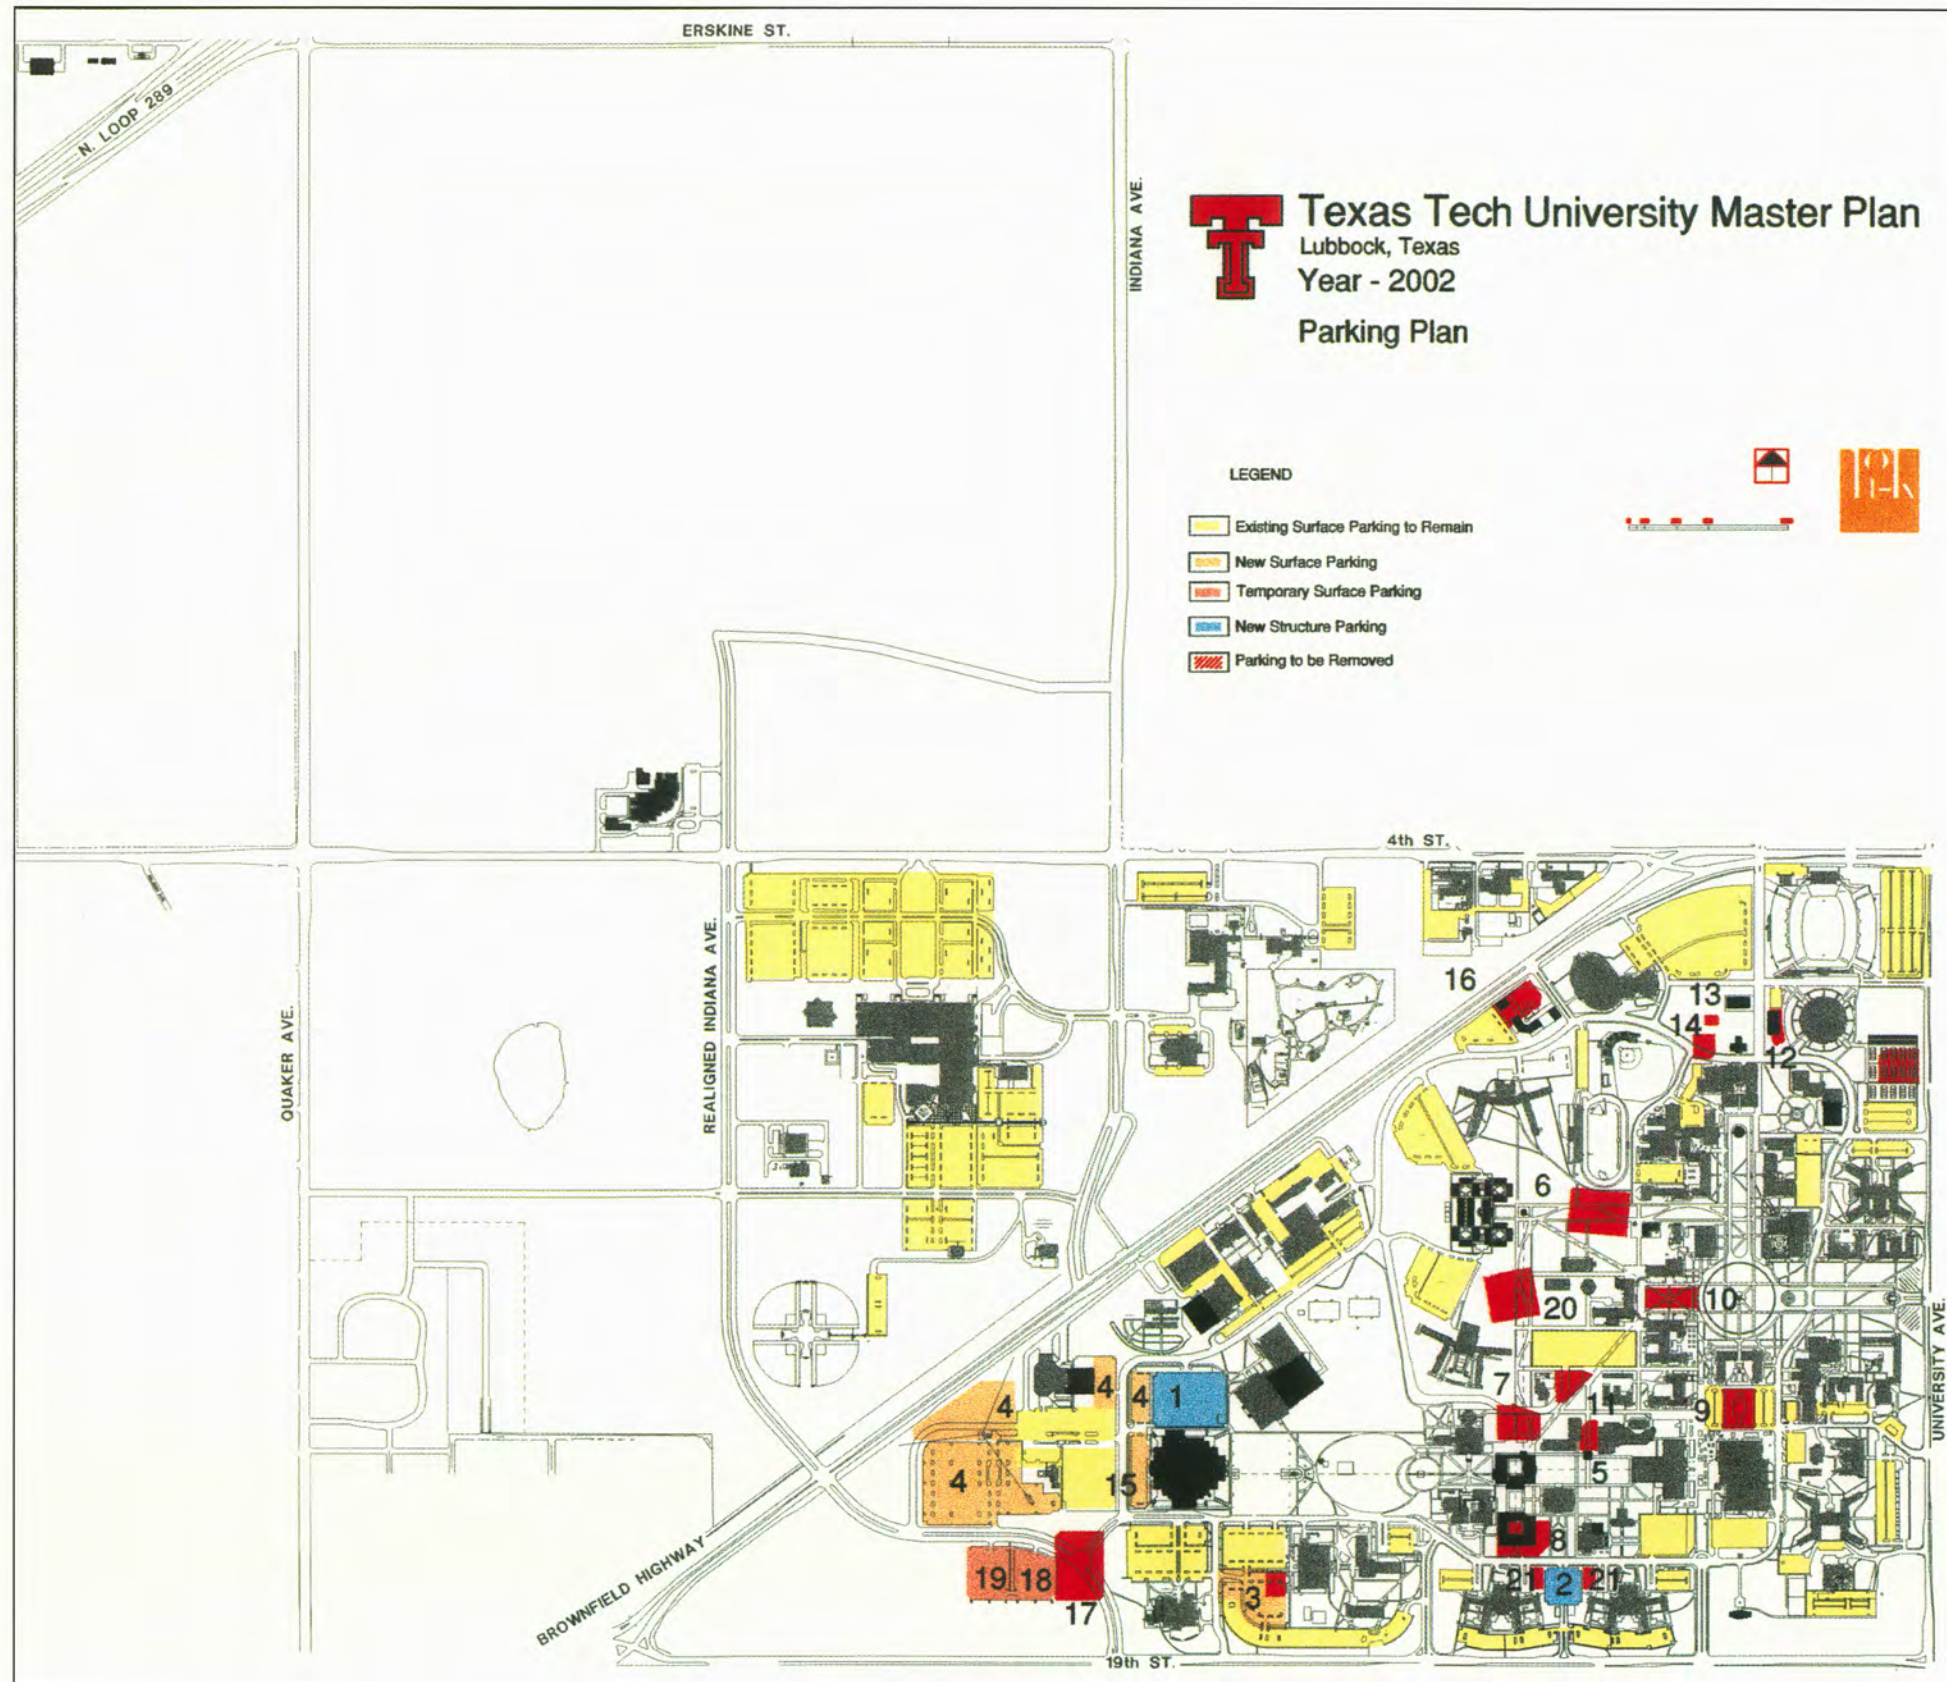 ERSKINE ST.
N. LOOP 289
INDIANA AVE.
Texas Tech University Master Plan
Lubbock, Texas
Year - 2002
Parking Plan
LEGEND
Existing Surface Parking to Remain
New Surface Parking
Temporary Surface Parking
New Structure Parking
Parking to be Removed
4th ST.
QUAKER AVE.
REALIGNED INDIANA AVE.
16
13
14
12
6
20
10
UNIVERSITY AVE.
4
4
4
1
7
11
9
4
15
5
8
BROWNFIELD HIGHWAY
19
18
17
3
21
2
21
19th ST.